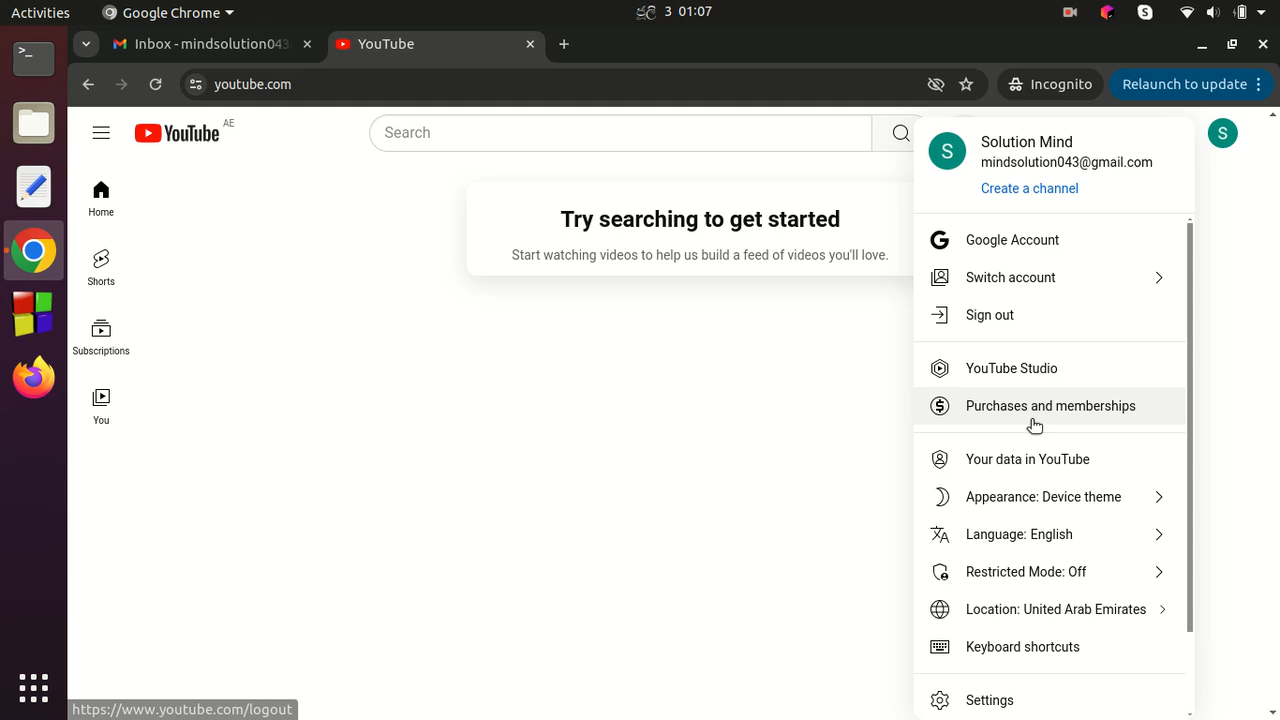 Activities Google Chrome 3 01:07
Inbox - mindsolution043 YouTube
youtube.com Incognito Relaunch to update
YouTube AE Search S
S Solution Mind
mindsolution043@gmail.com
Create a channel
Home
Shorts
Subscriptions
You
Try searching to get started
Start watching videos to help us build a feed of videos you'll love.
Google Account
Switch account
Sign out
YouTube Studio
Purchases and memberships
Your data in YouTube
Appearance: Device theme
Language: English
Restricted Mode: Off
Location: United Arab Emirates
Keyboard shortcuts
Settings
https://www.youtube.com/logout